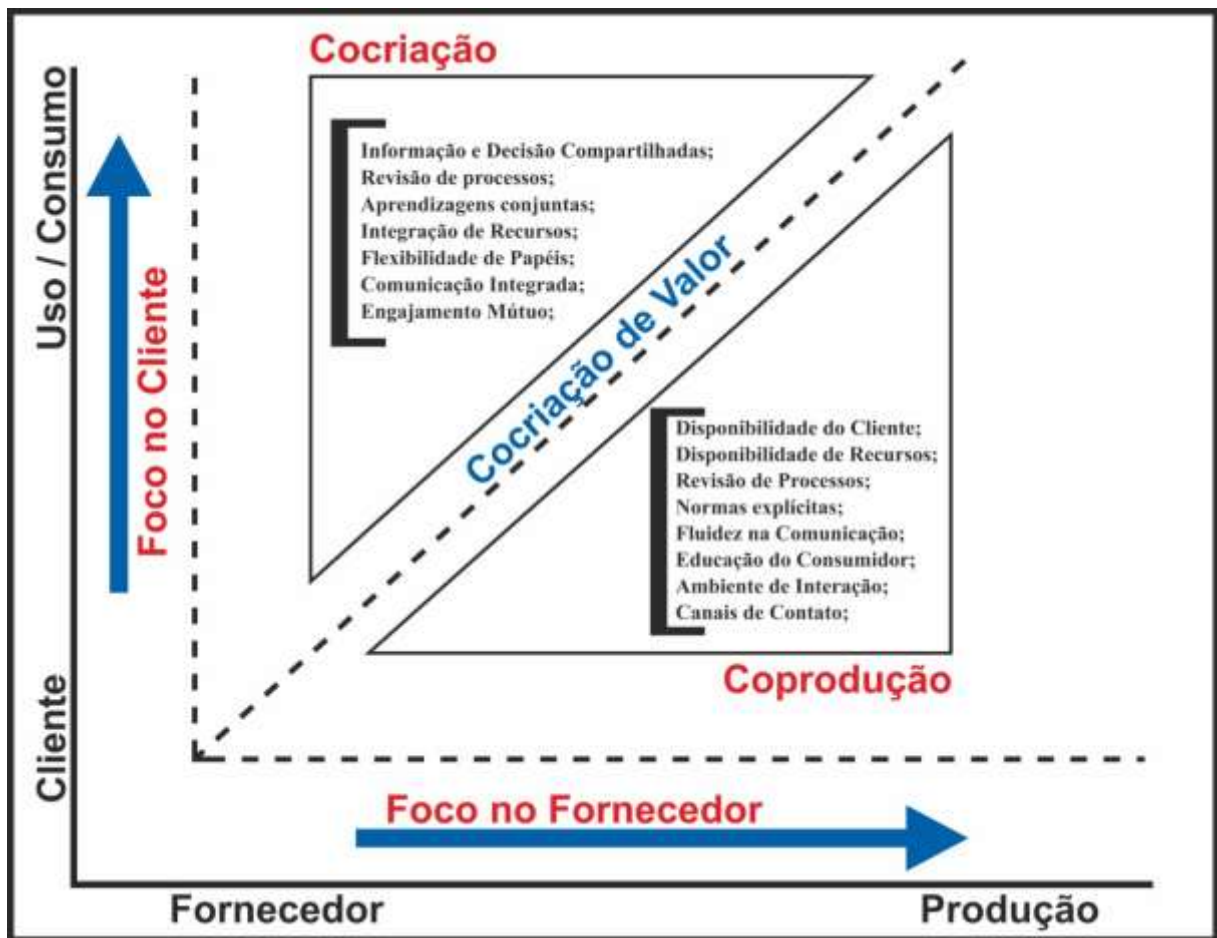 Cocriação
Informação e Decisão Compartilhadas;
Revisão de processos;
Aprendizagens conjuntas;
Integração de Recursos;
Flexibilidade de Papéis;
Comunicação Integrada;
Engajamento Mútuo;
Uso / Consumo
Foco no Cliente
Cocriação de Valor
Disponibilidade do Cliente;
Disponibilidade de Recursos;
Revisão de Processos;
Normas explícitas;
Fluidez na Comunicação;
Educação do Consumidor;
Ambiente de Interação;
Canais de Contato;
Coprodução
Cliente
Foco no Fornecedor
Fornecedor
Produção